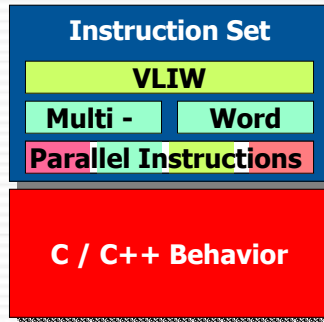 Instruction Set
VLIW
Multi - Word
Parallel Instructions
C / C++ Behavior